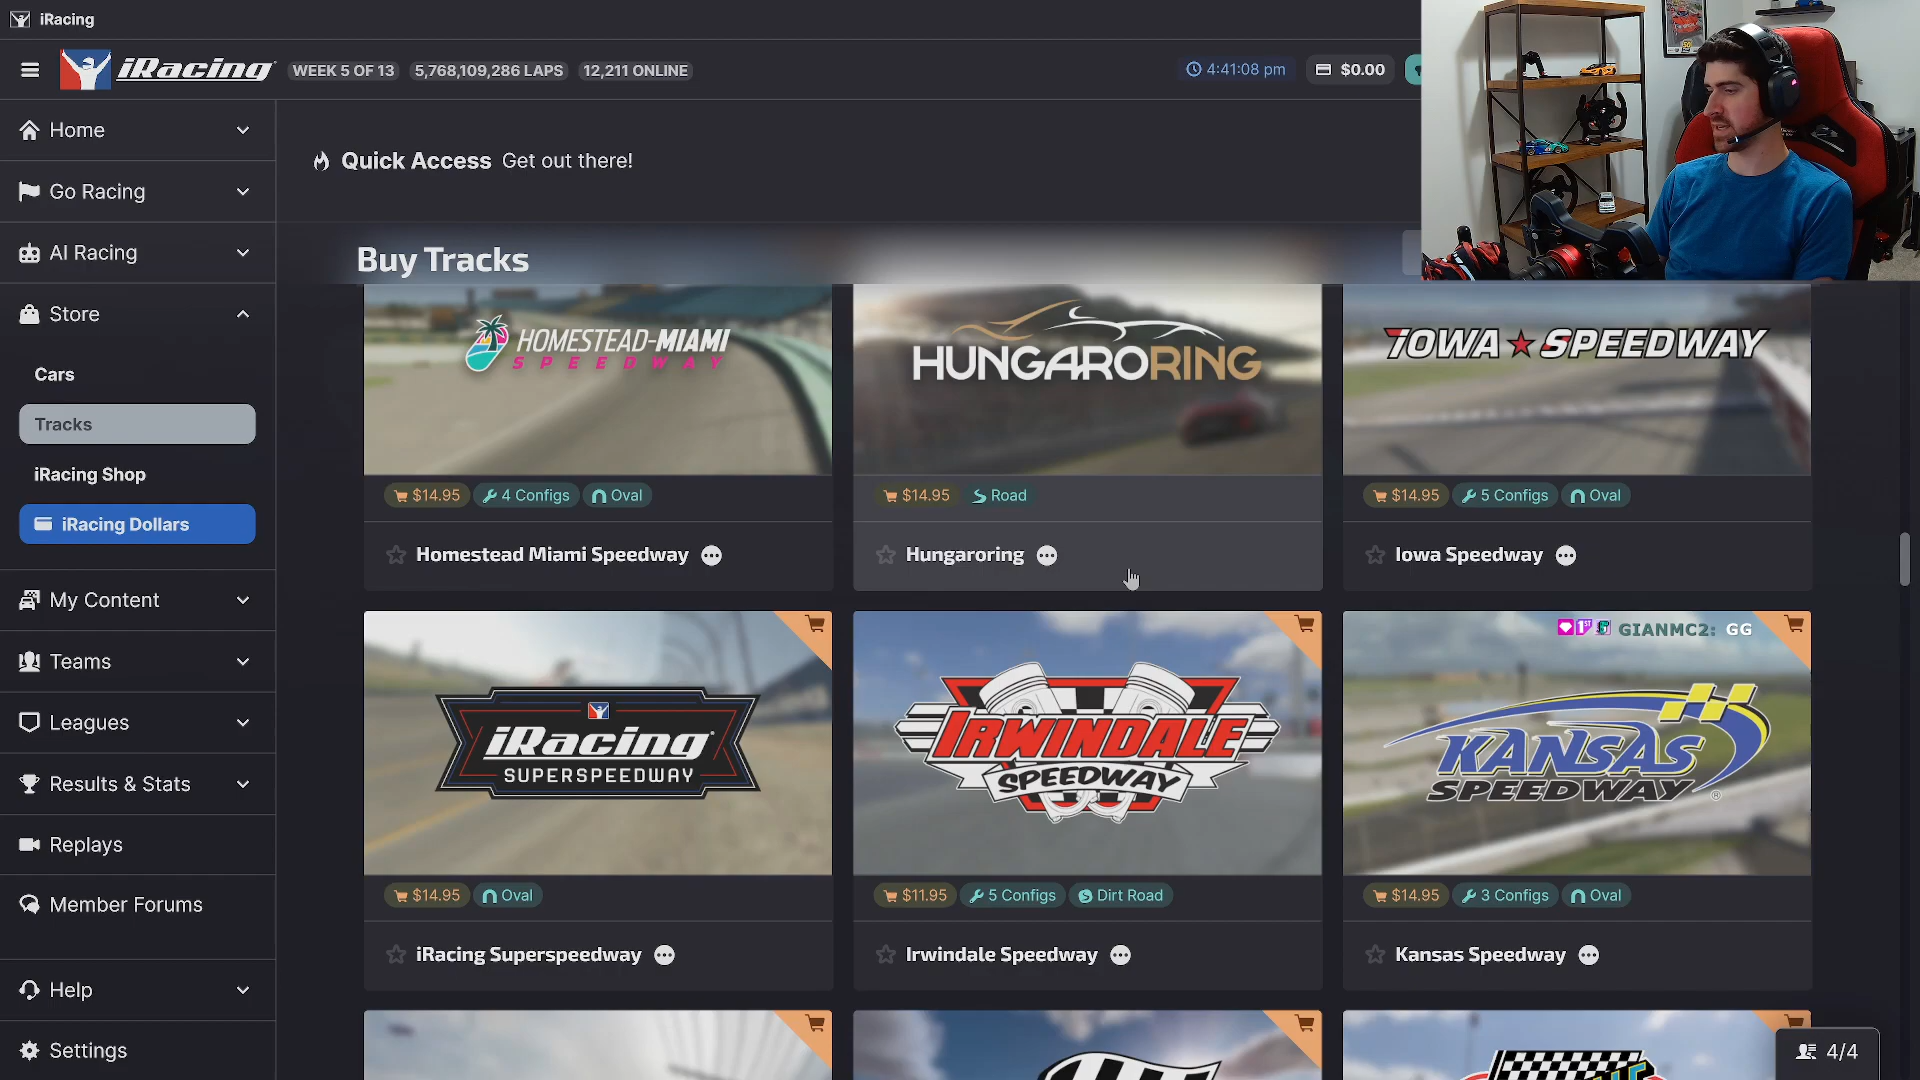 iRacing
iRacing
WEEK 5 OF 13
5,768,109,286 LAPS
12,211 ONLINE
4:41:08 pm
$0.00
Home
Go Racing
AI Racing
Store
Cars
Tracks
iRacing Shop
iRacing Dollars
My Content
Teams
Leagues
Results & Stats
Replays
Member Forums
Help
Settings
Quick Access Get out there!
Buy Tracks
HOMESTEAD-MIAMI
SPEEDWAY
$14.95
4 Configs
Oval
Homestead Miami Speedway
HUNGARORING
$14.95
Road
Hungaroring
IOWA SPEEDWAY
$14.95
5 Configs
Oval
Iowa Speedway
iRacing
SUPERSPEEDWAY
$14.95
Oval
iRacing Superspeedway
IRWINDALE
SPEEDWAY
$11.95
5 Configs
Dirt Road
Irwindale Speedway
GIANMC2: GG
KANSAS
SPEEDWAY
$14.95
3 Configs
Oval
Kansas Speedway
4/4